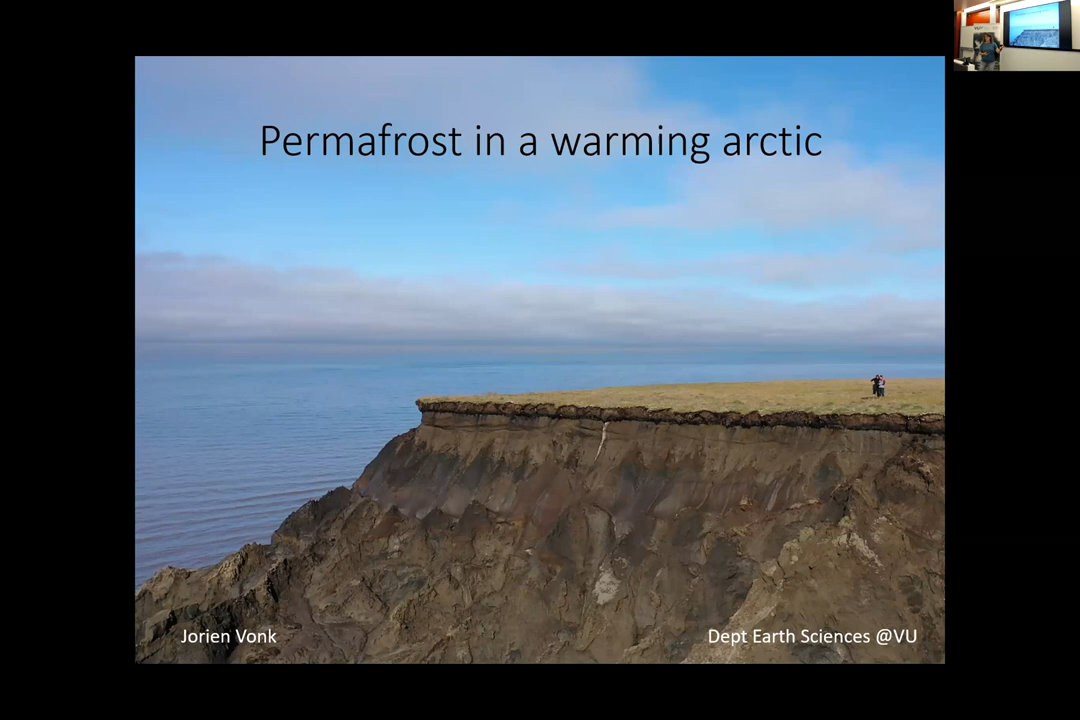 Permafrost in a warming arctic
Jorien Vonk
Dept Earth Sciences @VU